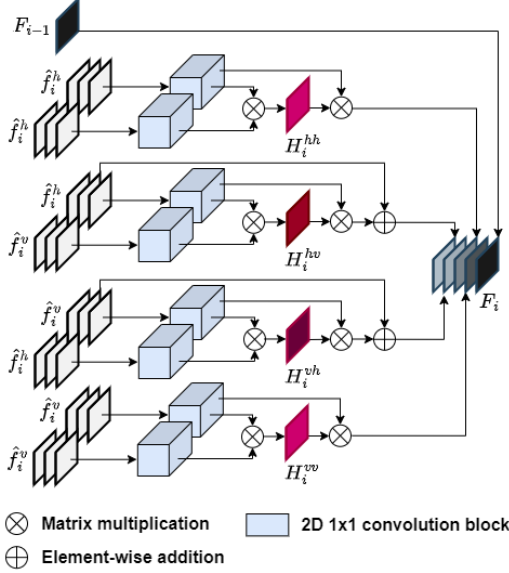 F_{i-1}
\hat{f}_i^h
\hat{f}_i^h
H_i^{hh}
\hat{f}_i^h
\hat{f}_i^v
H_i^{hv}
F_i
\hat{f}_i^v
\hat{f}_i^h
H_i^{vh}
\hat{f}_i^v
\hat{f}_i^v
H_i^{vv}
Matrix multiplication 2D 1x1 convolution block
Element-wise addition